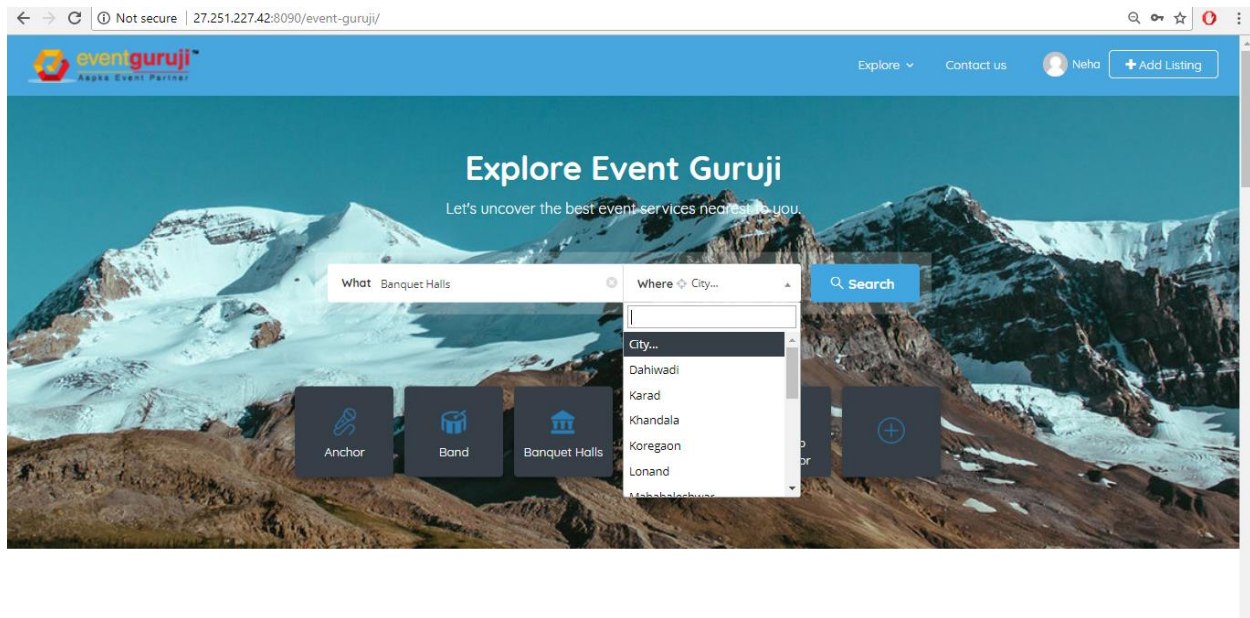 Not secure | 27.251.227.42:8090/event-guruji/
eventguruji™
Aapka Event Partner
Explore
Contact us
Neha
+ Add Listing
Explore Event Guruji
Let's uncover the best event services nearest to you.
What Banquet Halls
Where City...
Search
City...
Dahiwadi
Karad
Khandala
Koregaon
Lonand
Mahabaleshwar
Anchor
Band
Banquet Halls